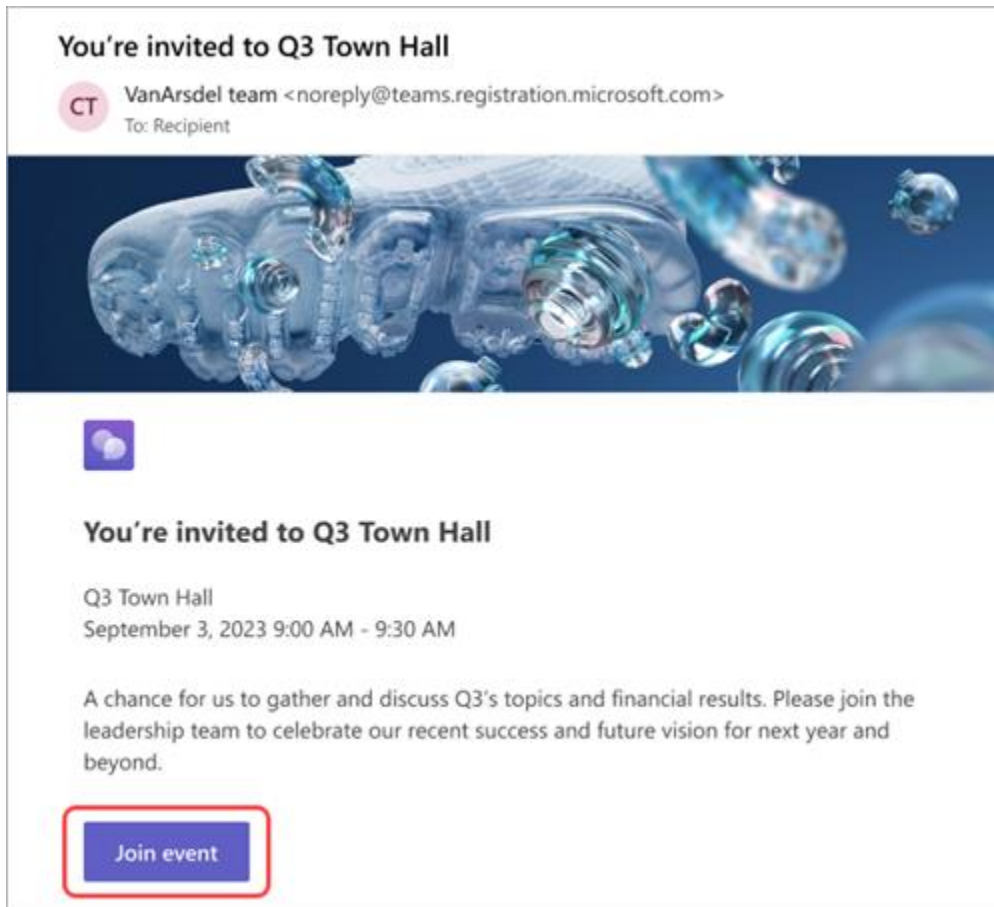 You're invited to Q3 Town Hall
CT
VanArsdel team <noreply@teams.registration.microsoft.com>
To: Recipient
You're invited to Q3 Town Hall
Q3 Town Hall
September 3, 2023 9:00 AM - 9:30 AM
A chance for us to gather and discuss Q3's topics and financial results. Please join the
leadership team to celebrate our recent success and future vision for next year and
beyond.
Join event